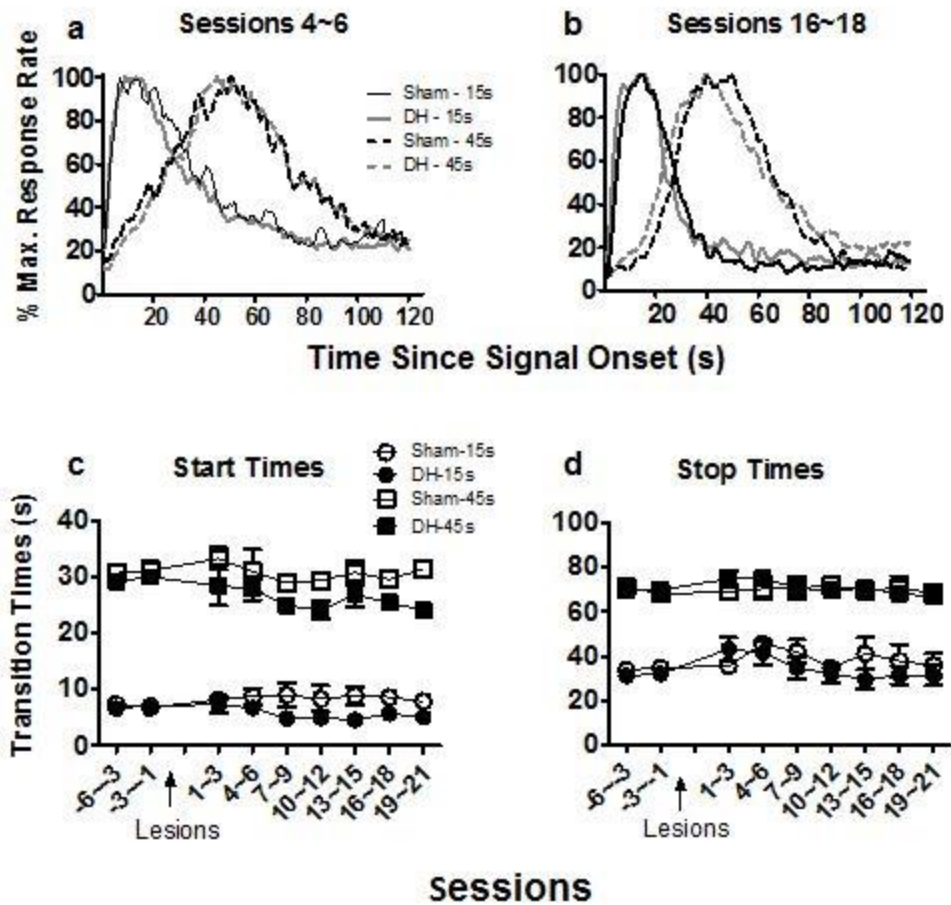 a Sessions 4~6
b Sessions 16~18
% Max. Response Rate
100
80
60
40
20
0
20 40 60 80 100 120
Sham - 15s
DH - 15s
Sham - 45s
DH - 45s
100
80
60
40
20
0
20 40 60 80 100 120
Time Since Signal Onset (s)
c Start Times
Sham-15s
DH-15s
Sham-45s
DH-45s
d Stop Times
Transition Times (s)
40
30
20
10
0
-6~-3 -3~-1 1~3 4~6 7~9 10~12 13~15 16~18 19~21
Lesions
100
80
60
40
20
0
-6~-3 -3~-1 1~3 4~6 7~9 10~12 13~15 16~18 19~21
Lesions
Sessions